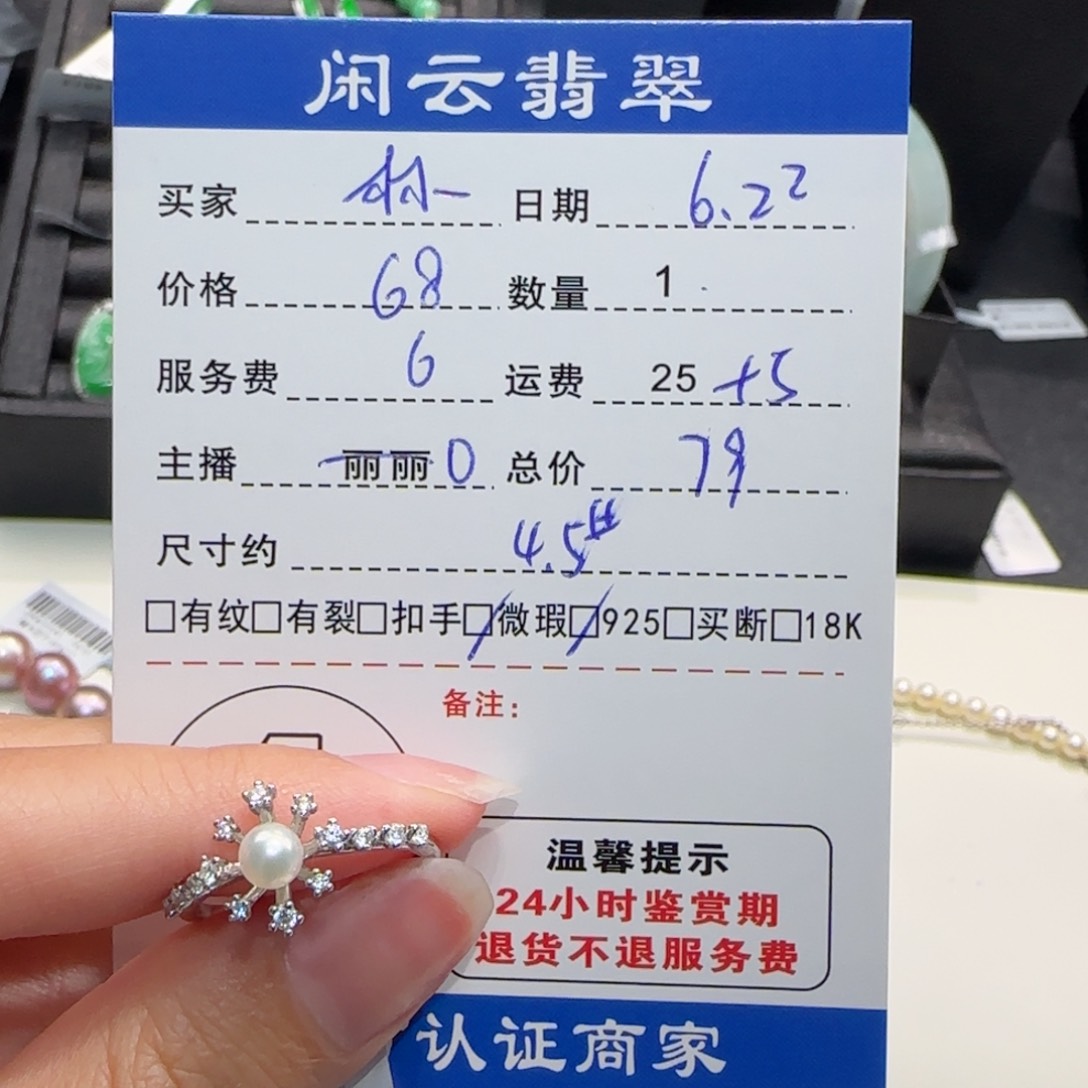 闲云翡翠
买家 林 日期 6.22
价格 68 数量 1
服务费 6 运费 25 +5
主播 丽丽 0 总价 79
尺寸约 4.5
□有纹□有裂□扣手□微瑕□925□买断□18K
备注：
温馨提示
24小时鉴赏期
退货不退服务费
认证商家